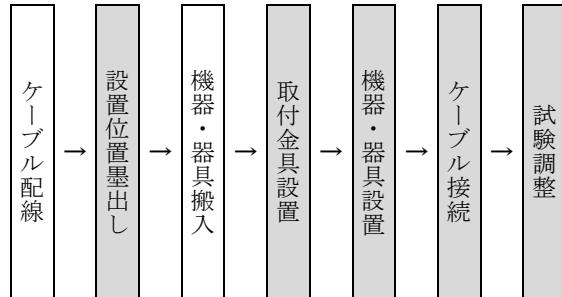 ケーブル配線
→
設置位置墨出し
→
機器・器具搬入
→
取付金具設置
→
機器・器具設置
→
ケーブル接続
→
試験調整